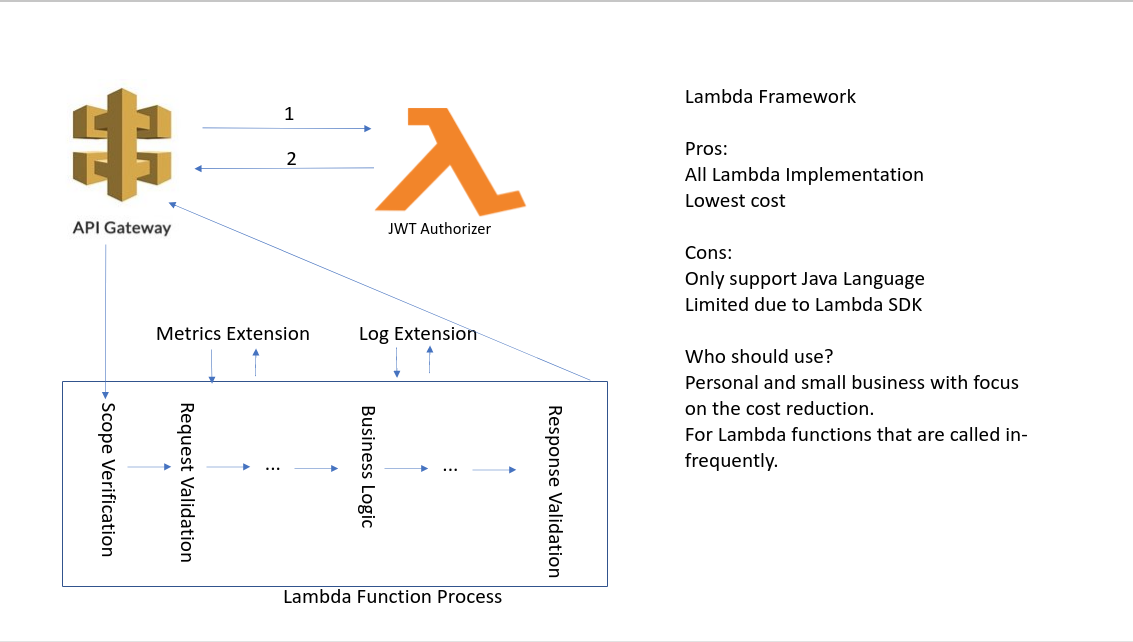 1
2
API Gateway
JWT Authorizer
Metrics Extension
Log Extension
Scope Verification
Request Validation
...
Business Logic
...
Response Validation
Lambda Function Process
Lambda Framework
Pros:
All Lambda Implementation
Lowest cost
Cons:
Only support Java Language
Limited due to Lambda SDK
Who should use?
Personal and small business with focus
on the cost reduction.
For Lambda functions that are called in-
frequently.